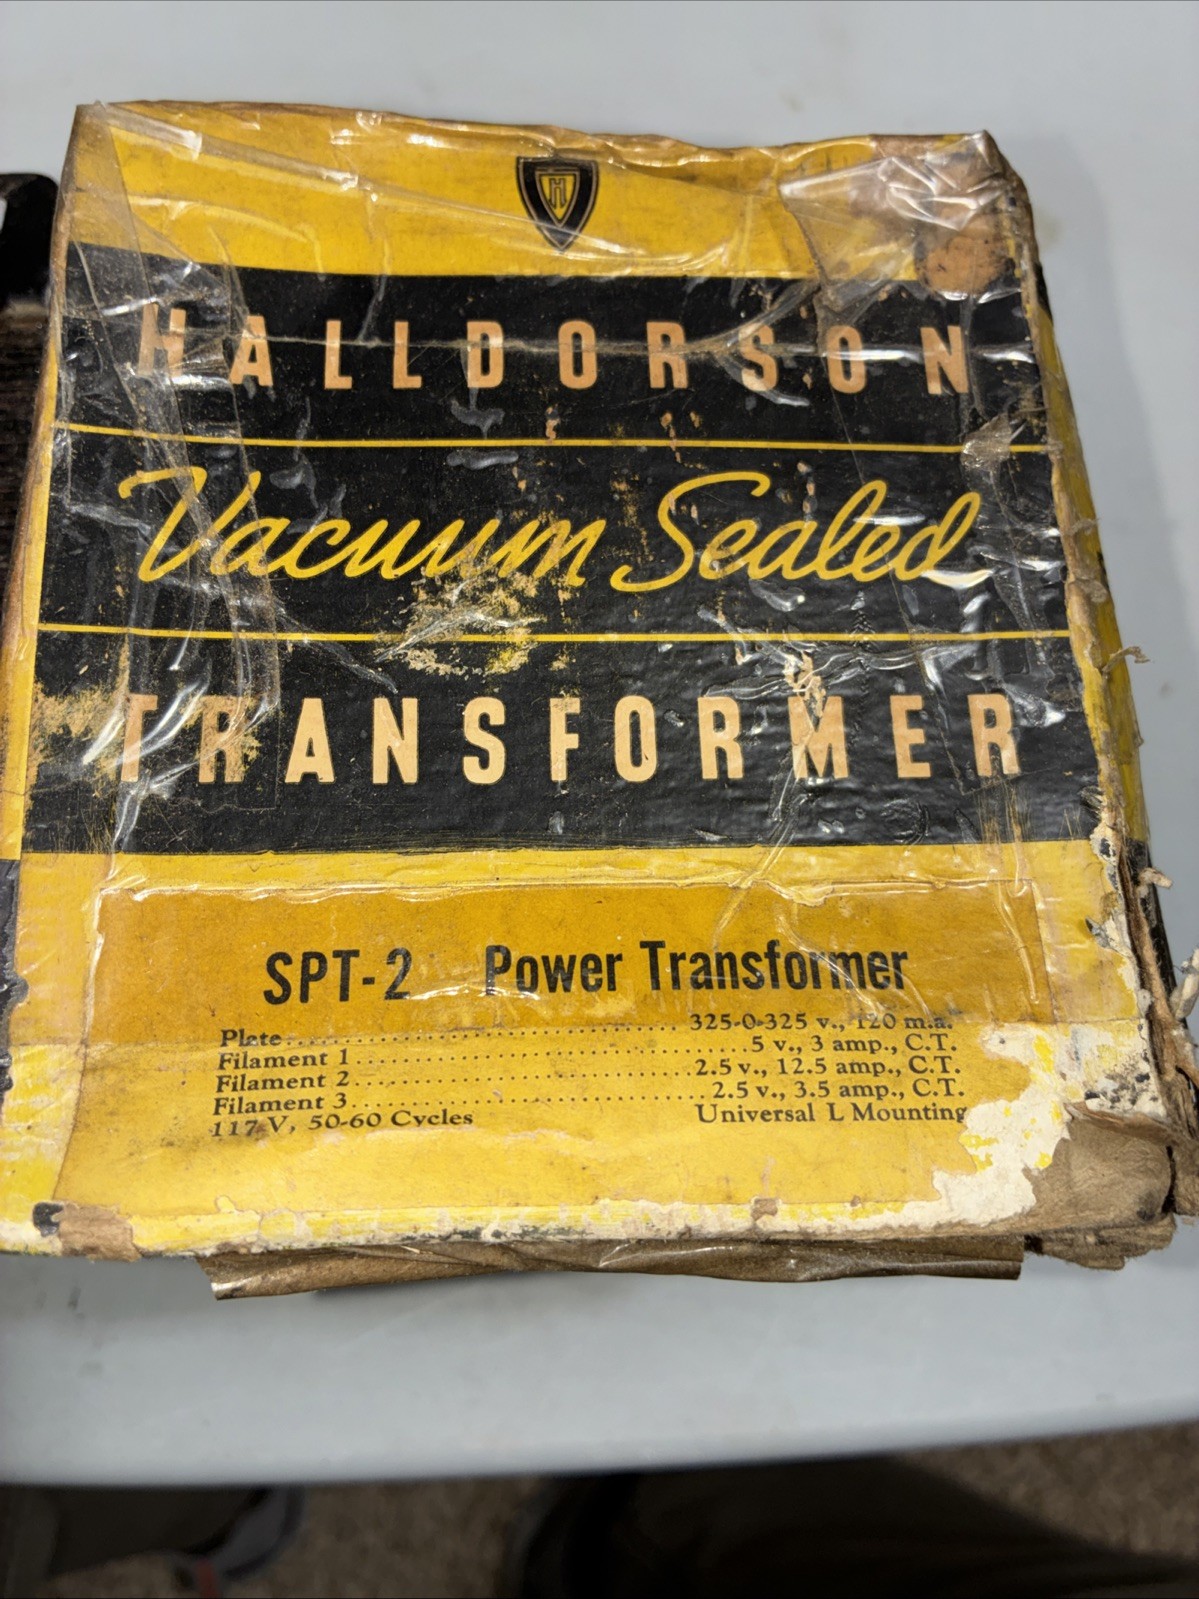 H
HALLDORSON
Vacuum Sealed
TRANSFORMER
SPT-2 Power Transformer
Plate........................................ 325-0-325 v., 120 m.a.
Filament 1........................................5 v., 3 amp., C.T.
Filament 2..................................2.5 v., 12.5 amp., C.T.
Filament 3....................................2.5 v., 3.5 amp., C.T.
117 V, 50-60 Cycles Universal L Mounting